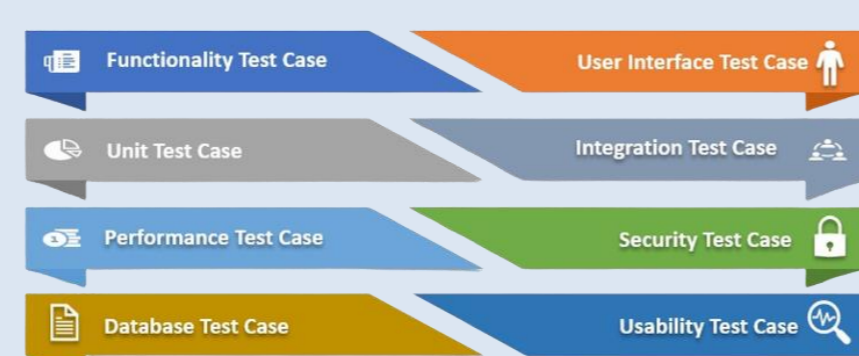 Functionality Test Case
User Interface Test Case
Unit Test Case
Integration Test Case
Performance Test Case
Security Test Case
Database Test Case
Usability Test Case